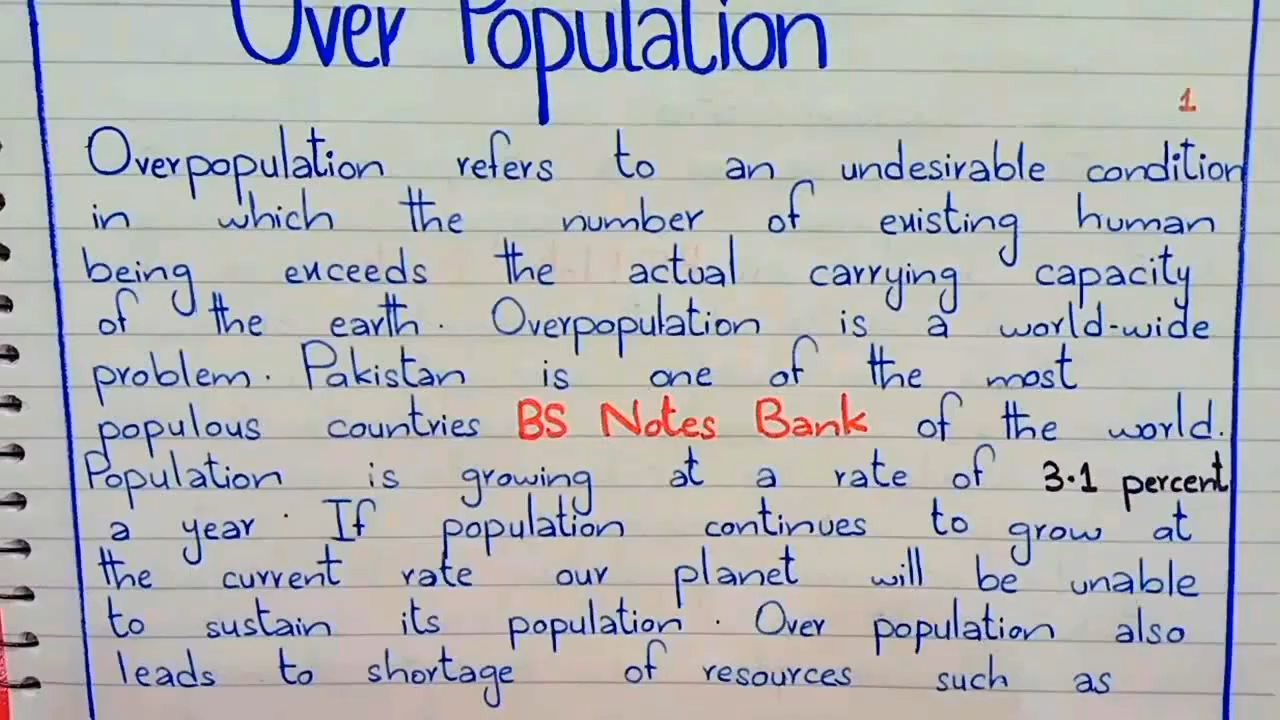 Over Population
1
Overpopulation refers to an undesirable condition
in which the number of existing human
being exceeds the actual carrying capacity
of the earth. Overpopulation is a world-wide
problem. Pakistan is one of the most
populous countries BS Notes Bank of the world.
Population is growing at a rate of 3.1 percent
a year. If population continues to grow at
the current rate our planet will be unable
to sustain its population. Over population also
leads to shortage of resources such as